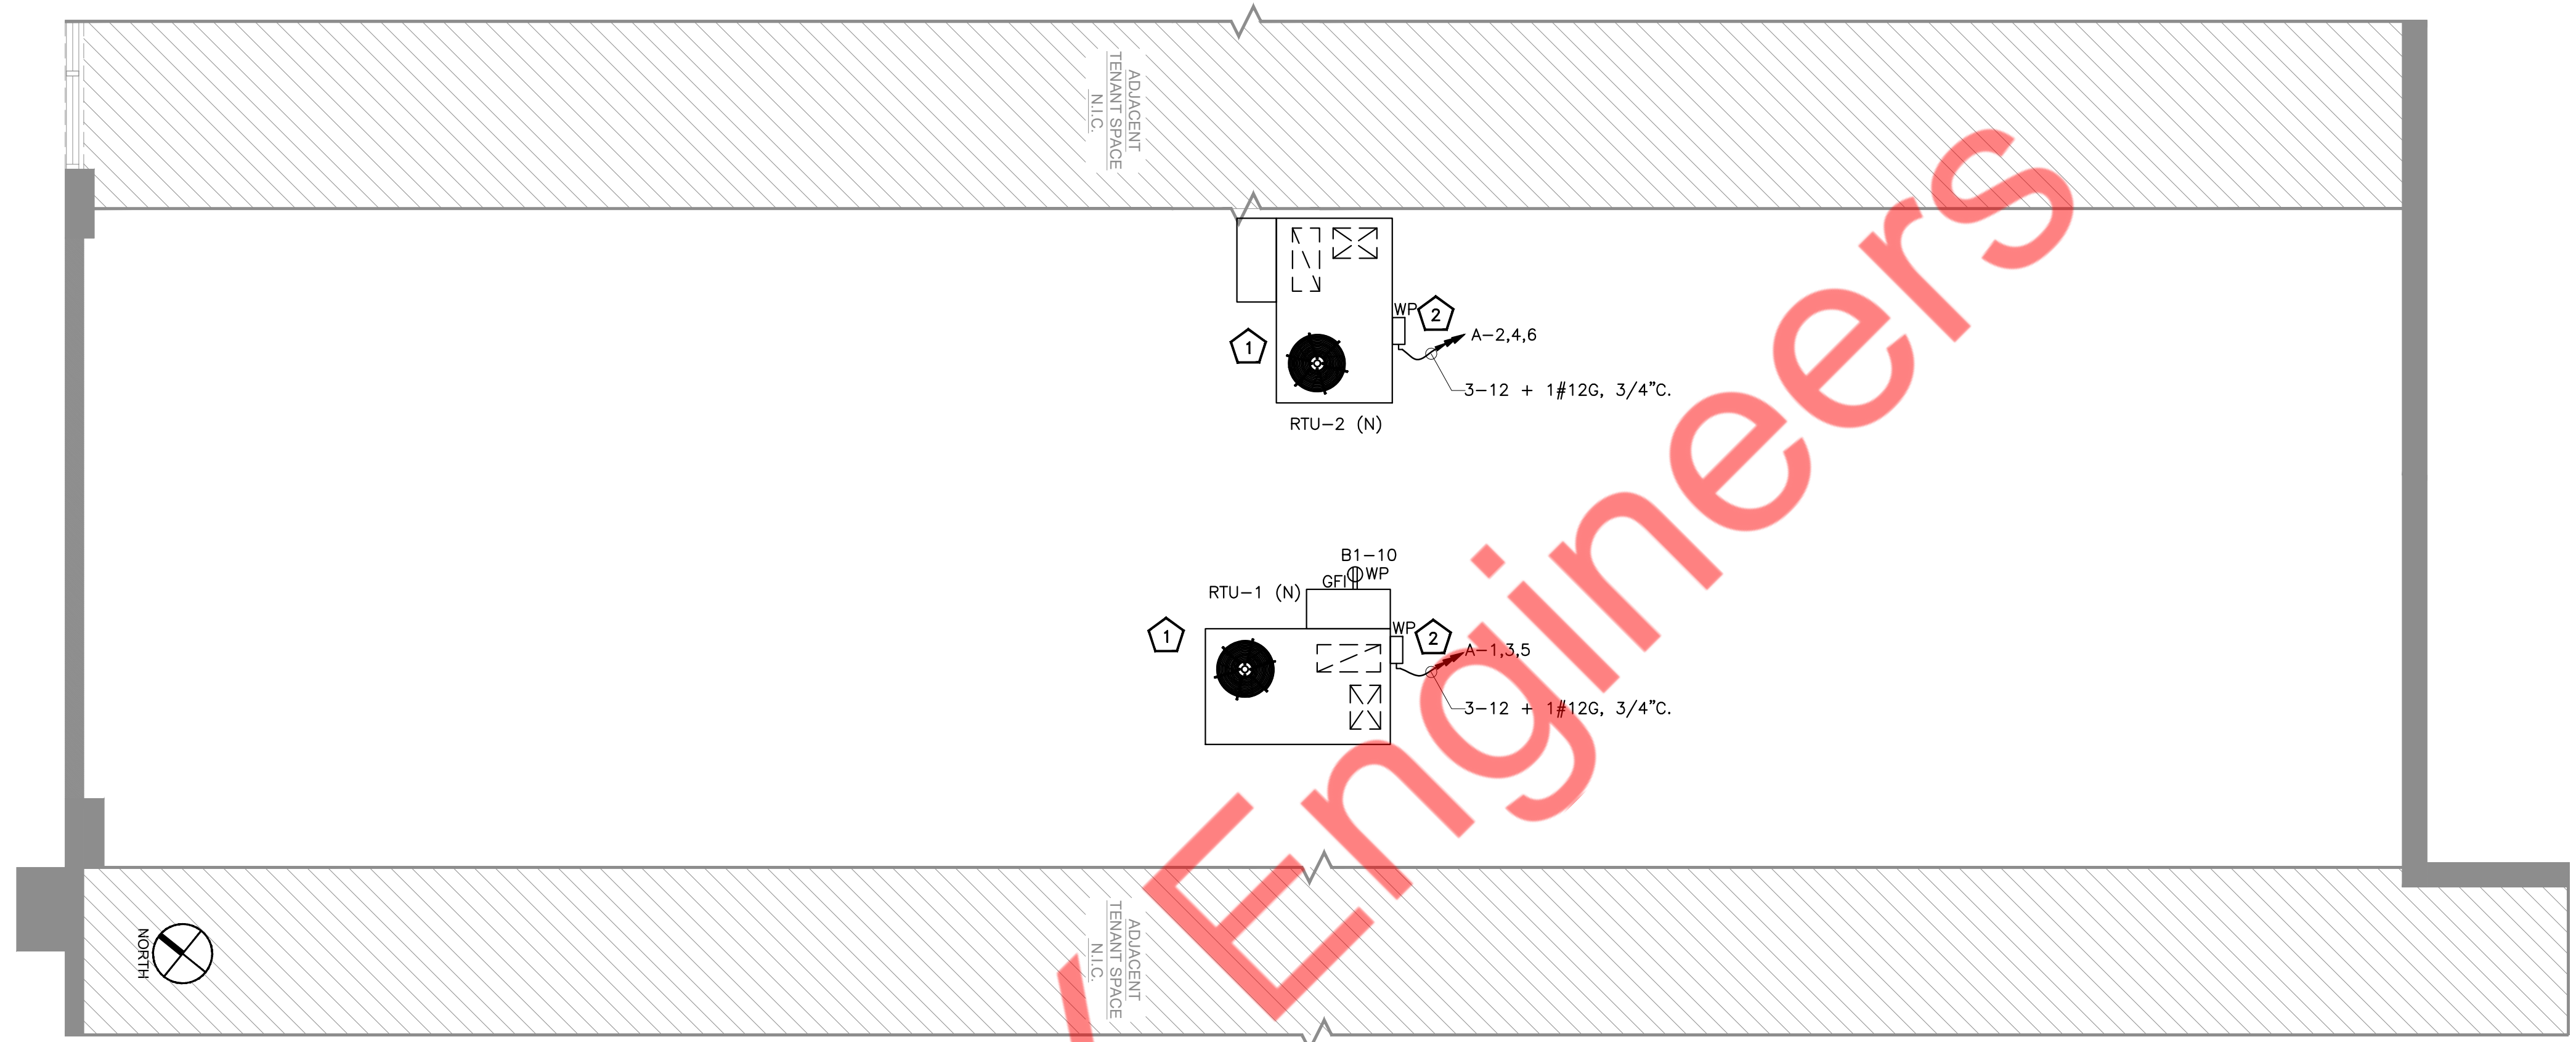 ADJACENT
TENANT SPACE
N.I.C.
WP
2
A-2,4,6
1
3-12 + 1#12G, 3/4"C.
RTU-2 (N)
B1-10
GFI
WP
RTU-1 (N)
1
WP
2
A-1,3,5
3-12 + 1#12G, 3/4"C.
ADJACENT
TENANT SPACE
N.I.C.
NORTH
Engineers